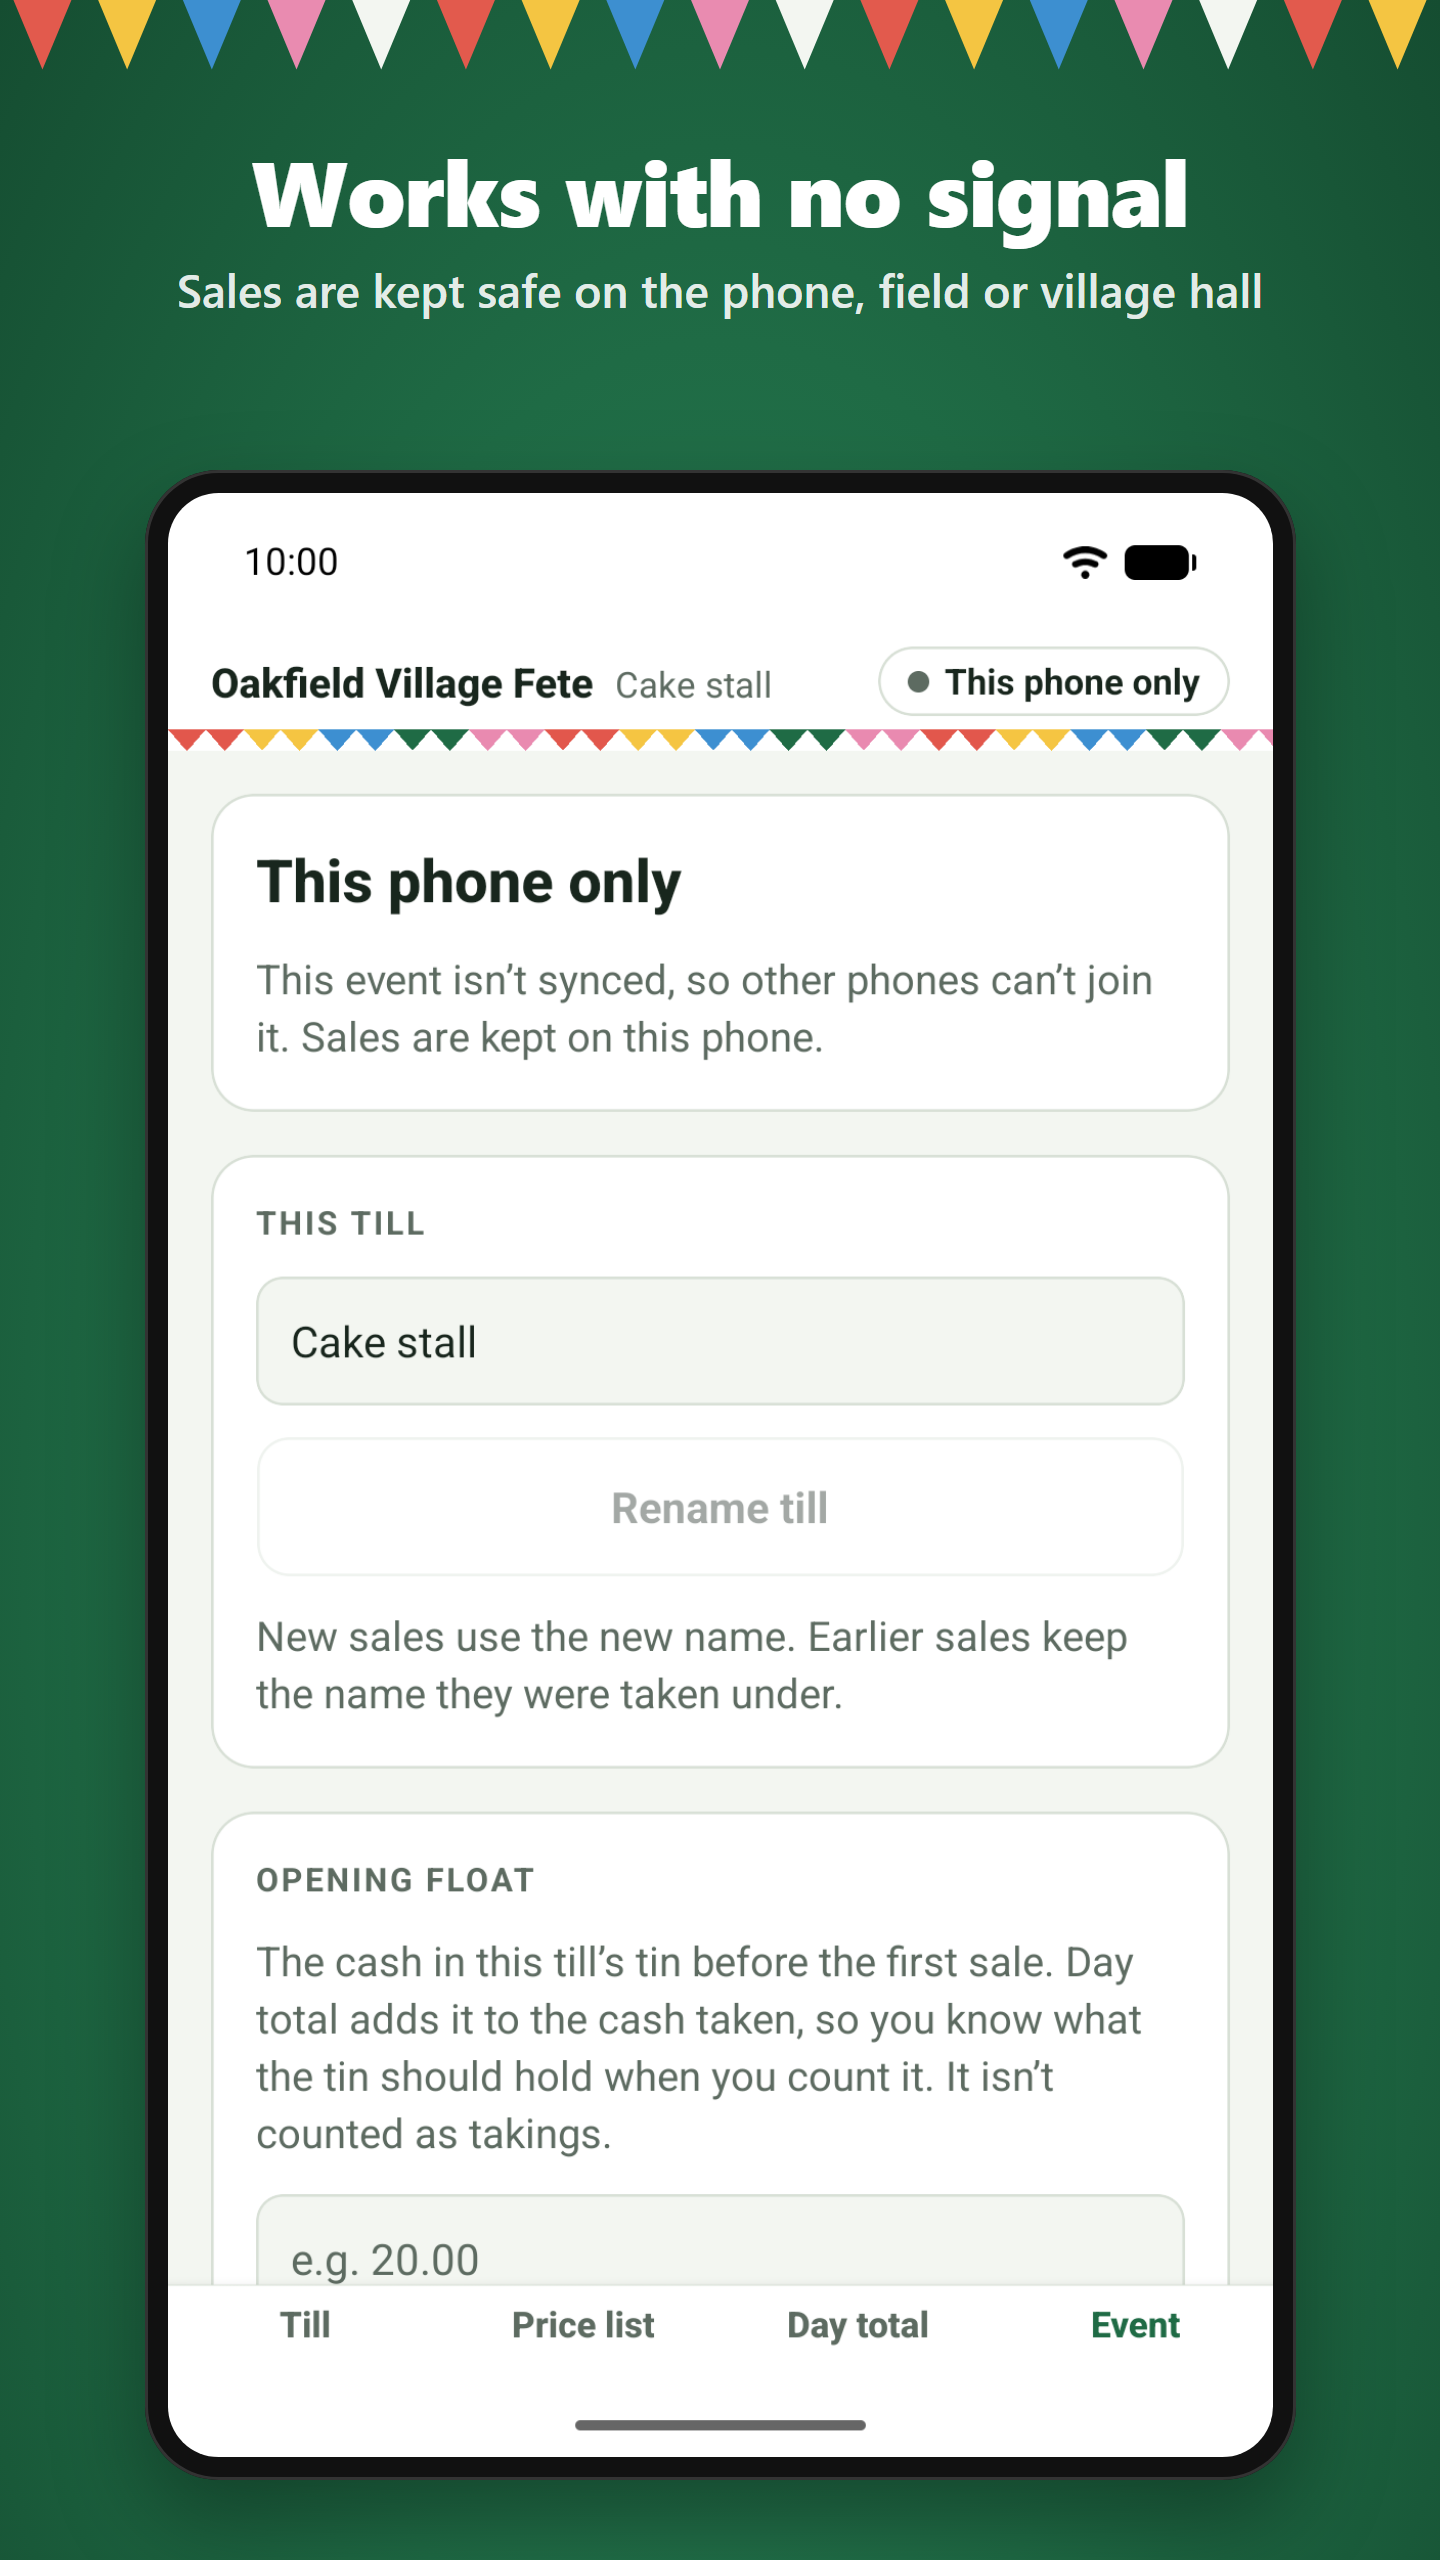 Works with no signal
Sales are kept safe on the phone, field or village hall
10:00
Oakfield Village Fete Cake stall
This phone only
This phone only
This event isn’t synced, so other phones can’t join
it. Sales are kept on this phone.
THIS TILL
Cake stall
Rename till
New sales use the new name. Earlier sales keep
the name they were taken under.
OPENING FLOAT
The cash in this till’s tin before the first sale. Day
total adds it to the cash taken, so you know what
the tin should hold when you count it. It isn’t
counted as takings.
e.g. 20.00
Till Price list Day total Event